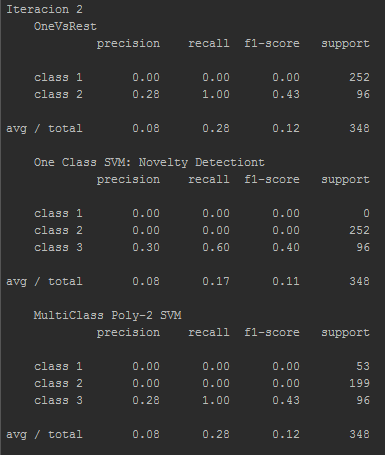 Iteracion 2
OneVsRest
precision recall f1-score support
class 1 0.00 0.00 0.00 252
class 2 0.28 1.00 0.43 96
avg / total 0.08 0.28 0.12 348
One Class SVM: Novelty Detectiont
precision recall f1-score support
class 1 0.00 0.00 0.00 0
class 2 0.00 0.00 0.00 252
class 3 0.30 0.60 0.40 96
avg / total 0.08 0.17 0.11 348
MultiClass Poly-2 SVM
precision recall f1-score support
class 1 0.00 0.00 0.00 53
class 2 0.00 0.00 0.00 199
class 3 0.28 1.00 0.43 96
avg / total 0.08 0.28 0.12 348